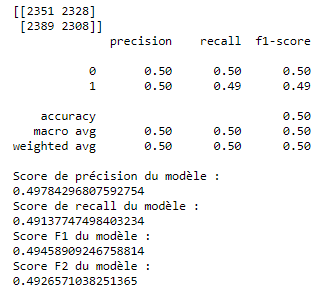 [[2351 2328]
[2389 2308]]
precision recall f1-score
0 0.50 0.50 0.50
1 0.50 0.49 0.49
accuracy 0.50
macro avg 0.50 0.50 0.50
weighted avg 0.50 0.50 0.50
Score de précision du modèle :
0.49784296807592754
Score de recall du modèle :
0.49137747498403234
Score F1 du modèle :
0.49458909246758814
Score F2 du modèle :
0.4926571038251365